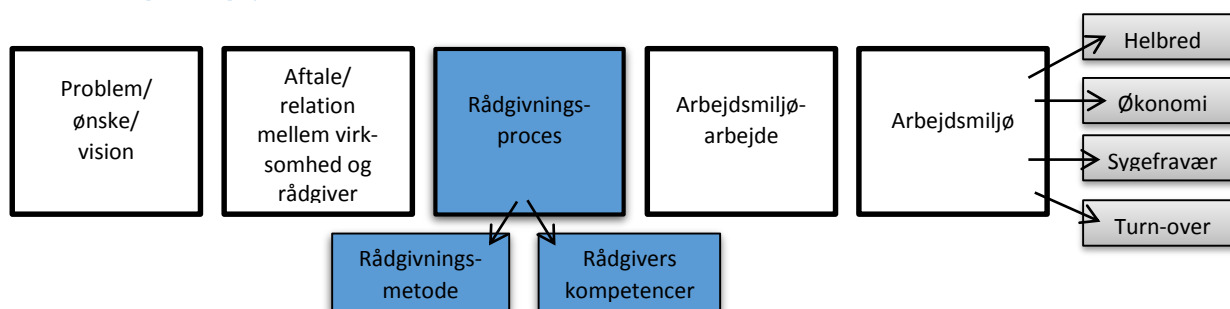 Problem/
ønske/
vision
Aftale/
relation
mellem virk-
somhed og
rådgiver
Rådgivnings-
proces
Arbejdsmiljø-
arbejde
Arbejdsmiljø
Helbred
Økonomi
Sygefravær
Turn-over
Rådgivnings-
metode
Rådgivers
kompetencer